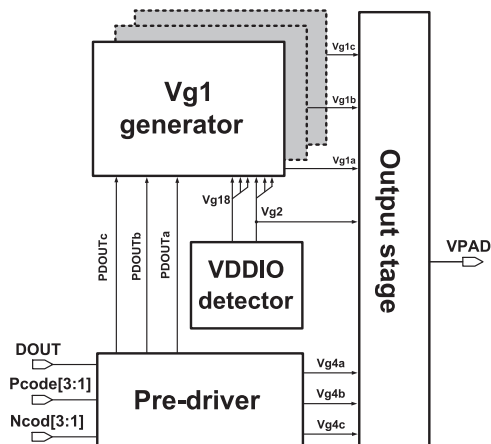 Vg1
generator
Vg1c
Vg1b
Vg1a
Vg18
Vg2
PDOUTc
PDOUTb
PDOUTa
VDDIO
detector
Output stage
VPAD
DOUT
Pcode[3:1]
Ncod[3:1]
Pre-driver
Vg4a
Vg4b
Vg4c